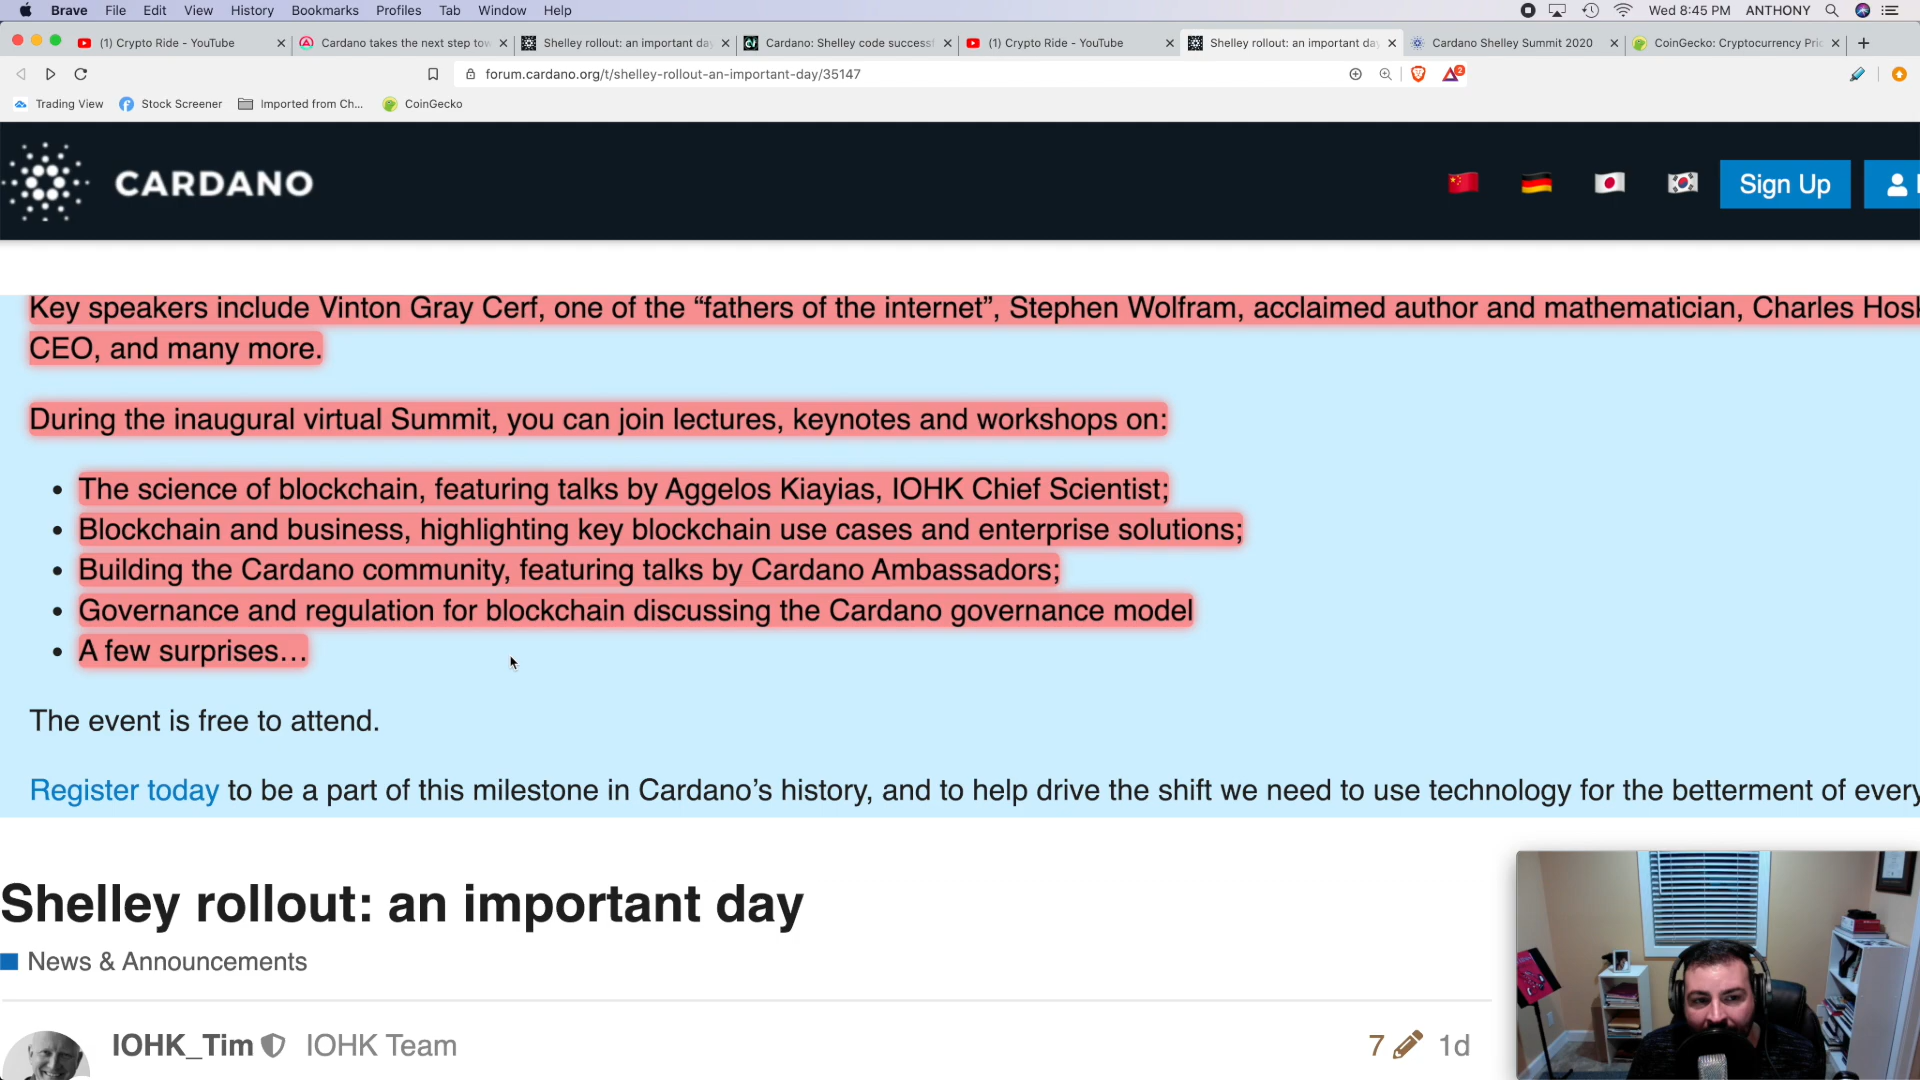 Brave File Edit View History Bookmarks Profiles Tab Window Help Wed 8:45 PM ANTHONY
(1) Crypto Ride - YouTube Cardano takes the next step tow Shelley rollout: an important da Cardano: Shelley code successf (1) Crypto Ride - YouTube Shelley rollout: an important da Cardano Shelley Summit 2020 CoinGecko: Cryptocurrency Pric
forum.cardano.org/t/shelley-rollout-an-important-day/35147 2
Trading View Stock Screener Imported from Ch... CoinGecko
CARDANO Sign Up
Key speakers include Vinton Gray Cerf, one of the “fathers of the internet”, Stephen Wolfram, acclaimed author and mathematician, Charles Hosk
CEO, and many more.
During the inaugural virtual Summit, you can join lectures, keynotes and workshops on:
• The science of blockchain, featuring talks by Aggelos Kiayias, IOHK Chief Scientist;
• Blockchain and business, highlighting key blockchain use cases and enterprise solutions;
• Building the Cardano community, featuring talks by Cardano Ambassadors;
• Governance and regulation for blockchain discussing the Cardano governance model
• A few surprises…
The event is free to attend.
Register today to be a part of this milestone in Cardano’s history, and to help drive the shift we need to use technology for the betterment of every
Shelley rollout: an important day
News & Announcements
IOHK_Tim IOHK Team 7 1d